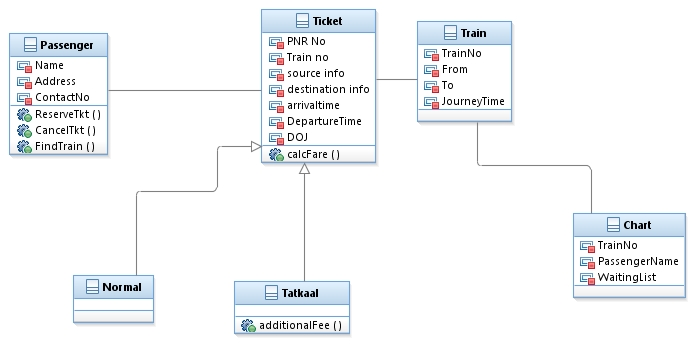 Passenger
Name
Address
ContactNo
ReserveTkt ()
CancelTkt ()
FindTrain ()
Ticket
PNR No
Train no
source info
destination info
arrivaltime
DepartureTime
DOJ
calcFare ()
Train
TrainNo
From
To
JourneyTime
Normal
Tatkaal
additionalFee ()
Chart
TrainNo
PassengerName
WaitingList